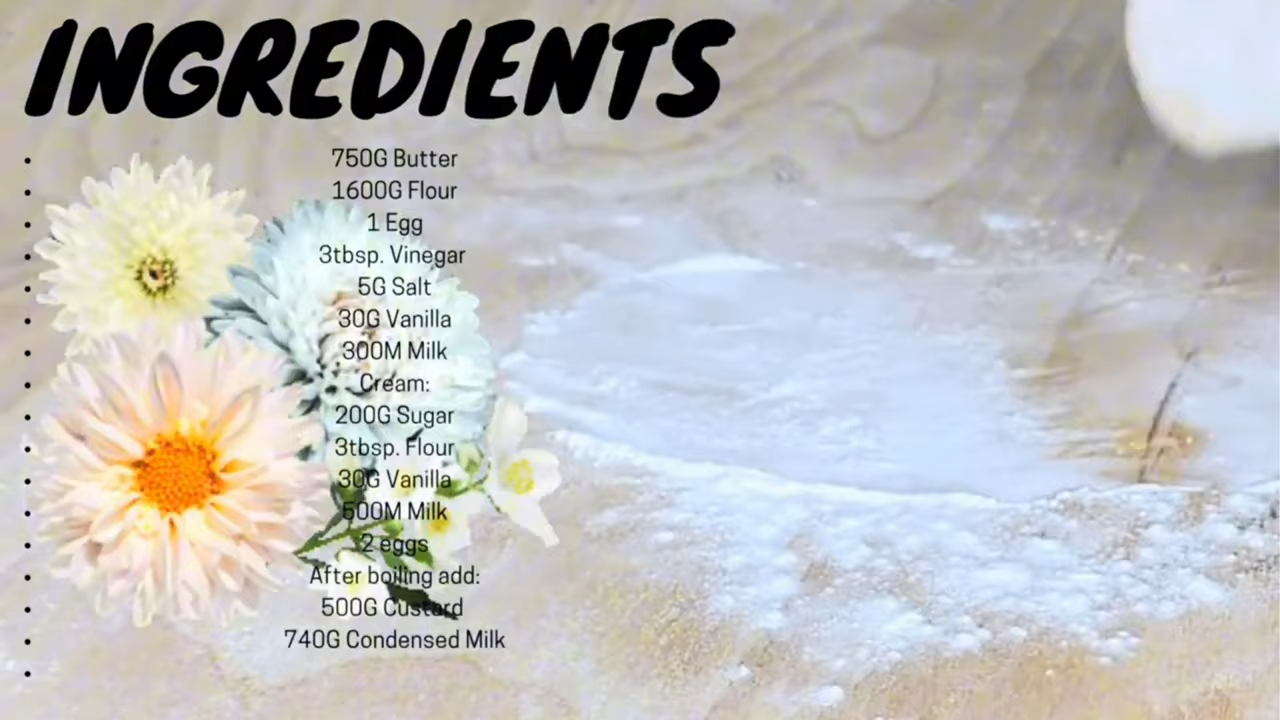 INGREDIENTS
750G Butter
1600G Flour
1 Egg
3tbsp. Vinegar
5G Salt
30G Vanilla
300M Milk
Cream:
200G Sugar
3tbsp. Flour
30G Vanilla
500M Milk
2 eggs
After boiling add:
500G Custard
740G Condensed Milk